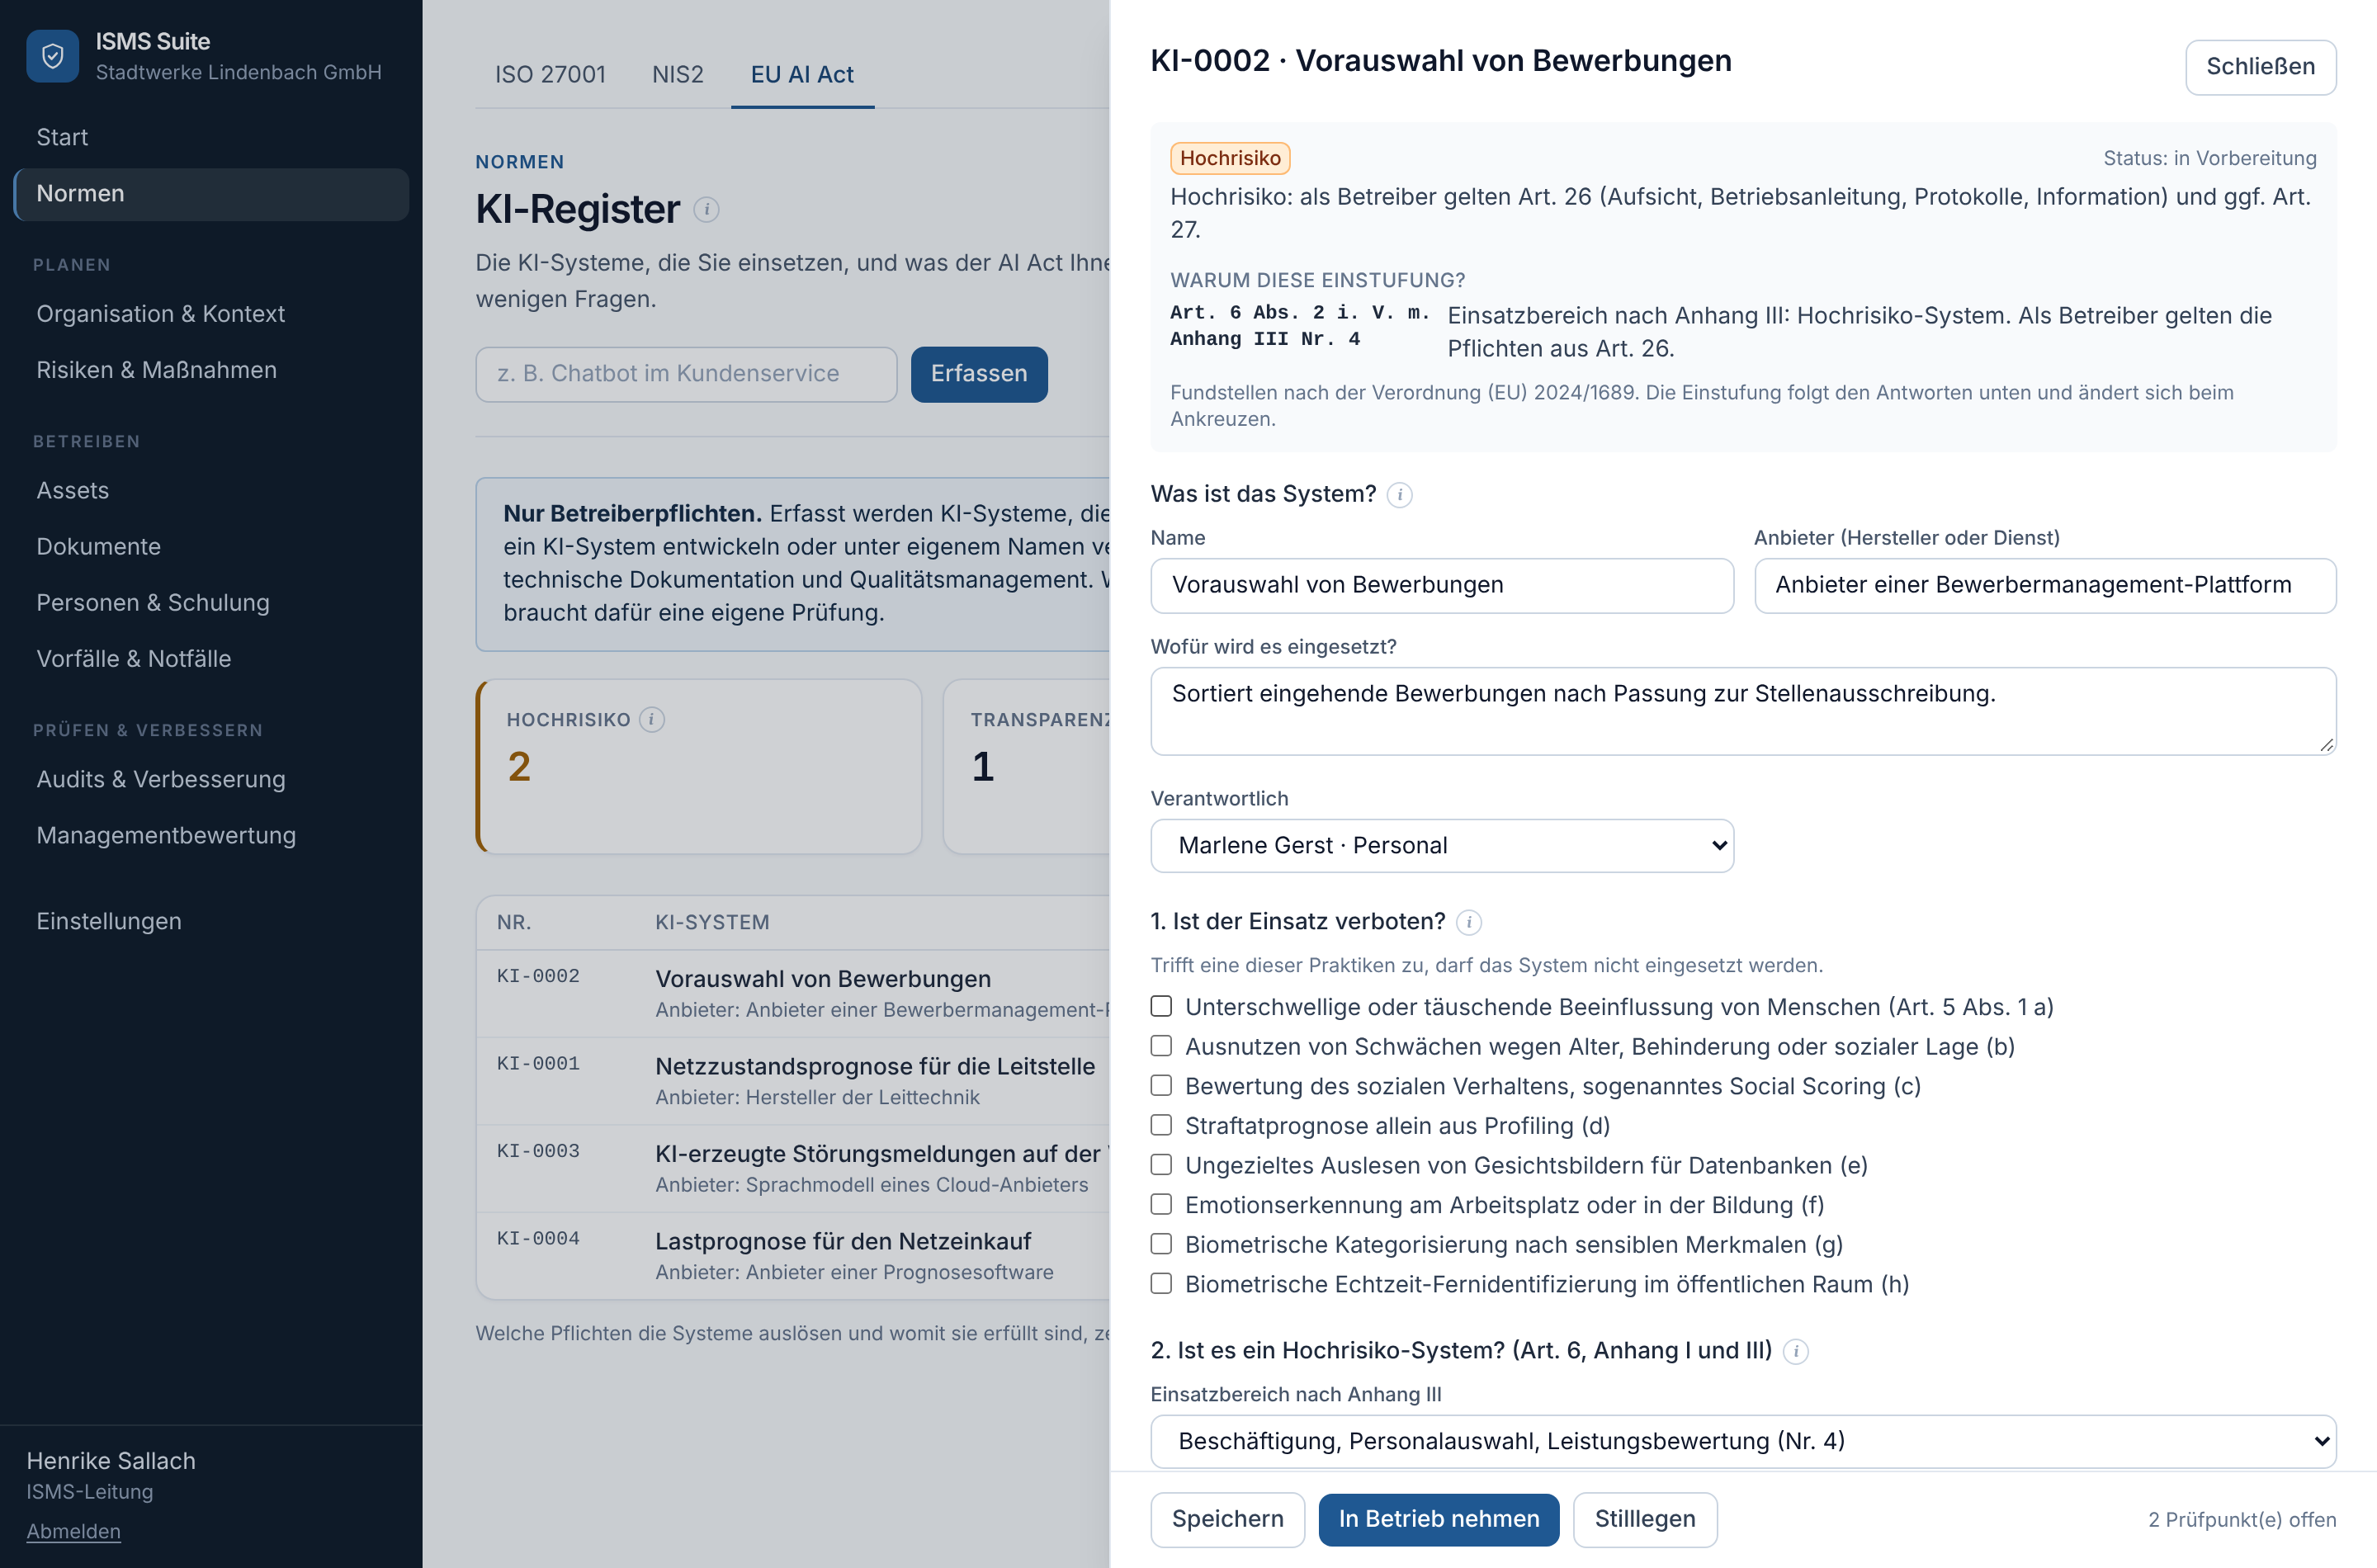 ISMS Suite
Stadtwerke Lindenbach GmbH
Start
Normen
PLANEN
Organisation & Kontext
Risiken & Maßnahmen
BETREIBEN
Assets
Dokumente
Personen & Schulung
Vorfälle & Notfälle
PRÜFEN & VERBESSERN
Audits & Verbesserung
Managementbewertung
Einstellungen
Henrike Sallach
ISMS-Leitung
Abmelden
ISO 27001 NIS2 EU AI Act
NORMEN
KI-Register i
Die KI-Systeme, die Sie einsetzen, und was der AI Act
wenigen Fragen.
z. B. Chatbot im Kundenservice Erfassen
Nur Betreiberpflichten. Erfasst werden KI-Systeme, die
ein KI-System entwickeln oder unter eigenem Namen
technische Dokumentation und Qualitätsmanagement.
braucht dafür eine eigene Prüfung.
HOCHRISIKO i
2
TRANSPARENZ
1
NR. KI-SYSTEM
KI-0002 Vorauswahl von Bewerbungen
Anbieter: Anbieter einer Bewerbermanagement-
KI-0001 Netzzustandsprognose für die Leitstelle
Anbieter: Hersteller der Leittechnik
KI-0003 KI-erzeugte Störungsmeldungen auf der
Anbieter: Sprachmodell eines Cloud-Anbieters
KI-0004 Lastprognose für den Netzeinkauf
Anbieter: Anbieter einer Prognosesoftware
Welche Pflichten die Systeme auslösen und womit sie erfüllt sind,
KI-0002 · Vorauswahl von Bewerbungen
Schließen
Hochrisiko Status: in Vorbereitung
Hochrisiko: als Betreiber gelten Art. 26 (Aufsicht, Betriebsanleitung, Protokolle, Information) und ggf. Art.
27.
WARUM DIESE EINSTUFUNG?
Art. 6 Abs. 2 i. V. m. Einsatzbereich nach Anhang III: Hochrisiko-System. Als Betreiber gelten die
Anhang III Nr. 4 Pflichten aus Art. 26.
Fundstellen nach der Verordnung (EU) 2024/1689. Die Einstufung folgt den Antworten unten und ändert sich beim
Ankreuzen.
Was ist das System? i
Name Anbieter (Hersteller oder Dienst)
Vorauswahl von Bewerbungen Anbieter einer Bewerbermanagement-Plattform
Wofür wird es eingesetzt?
Sortiert eingehende Bewerbungen nach Passung zur Stellenausschreibung.
Verantwortlich
Marlene Gerst · Personal
1. Ist der Einsatz verboten? i
Trifft eine dieser Praktiken zu, darf das System nicht eingesetzt werden.
Unterschwellige oder täuschende Beeinflussung von Menschen (Art. 5 Abs. 1 a)
Ausnutzen von Schwächen wegen Alter, Behinderung oder sozialer Lage (b)
Bewertung des sozialen Verhaltens, sogenanntes Social Scoring (c)
Straftatprognose allein aus Profiling (d)
Ungezieltes Auslesen von Gesichtsbildern für Datenbanken (e)
Emotionserkennung am Arbeitsplatz oder in der Bildung (f)
Biometrische Kategorisierung nach sensiblen Merkmalen (g)
Biometrische Echtzeit-Fernidentifizierung im öffentlichen Raum (h)
2. Ist es ein Hochrisiko-System? (Art. 6, Anhang I und III) i
Einsatzbereich nach Anhang III
Beschäftigung, Personalauswahl, Leistungsbewertung (Nr. 4)
Speichern In Betrieb nehmen Stilllegen 2 Prüfpunkt(e) offen